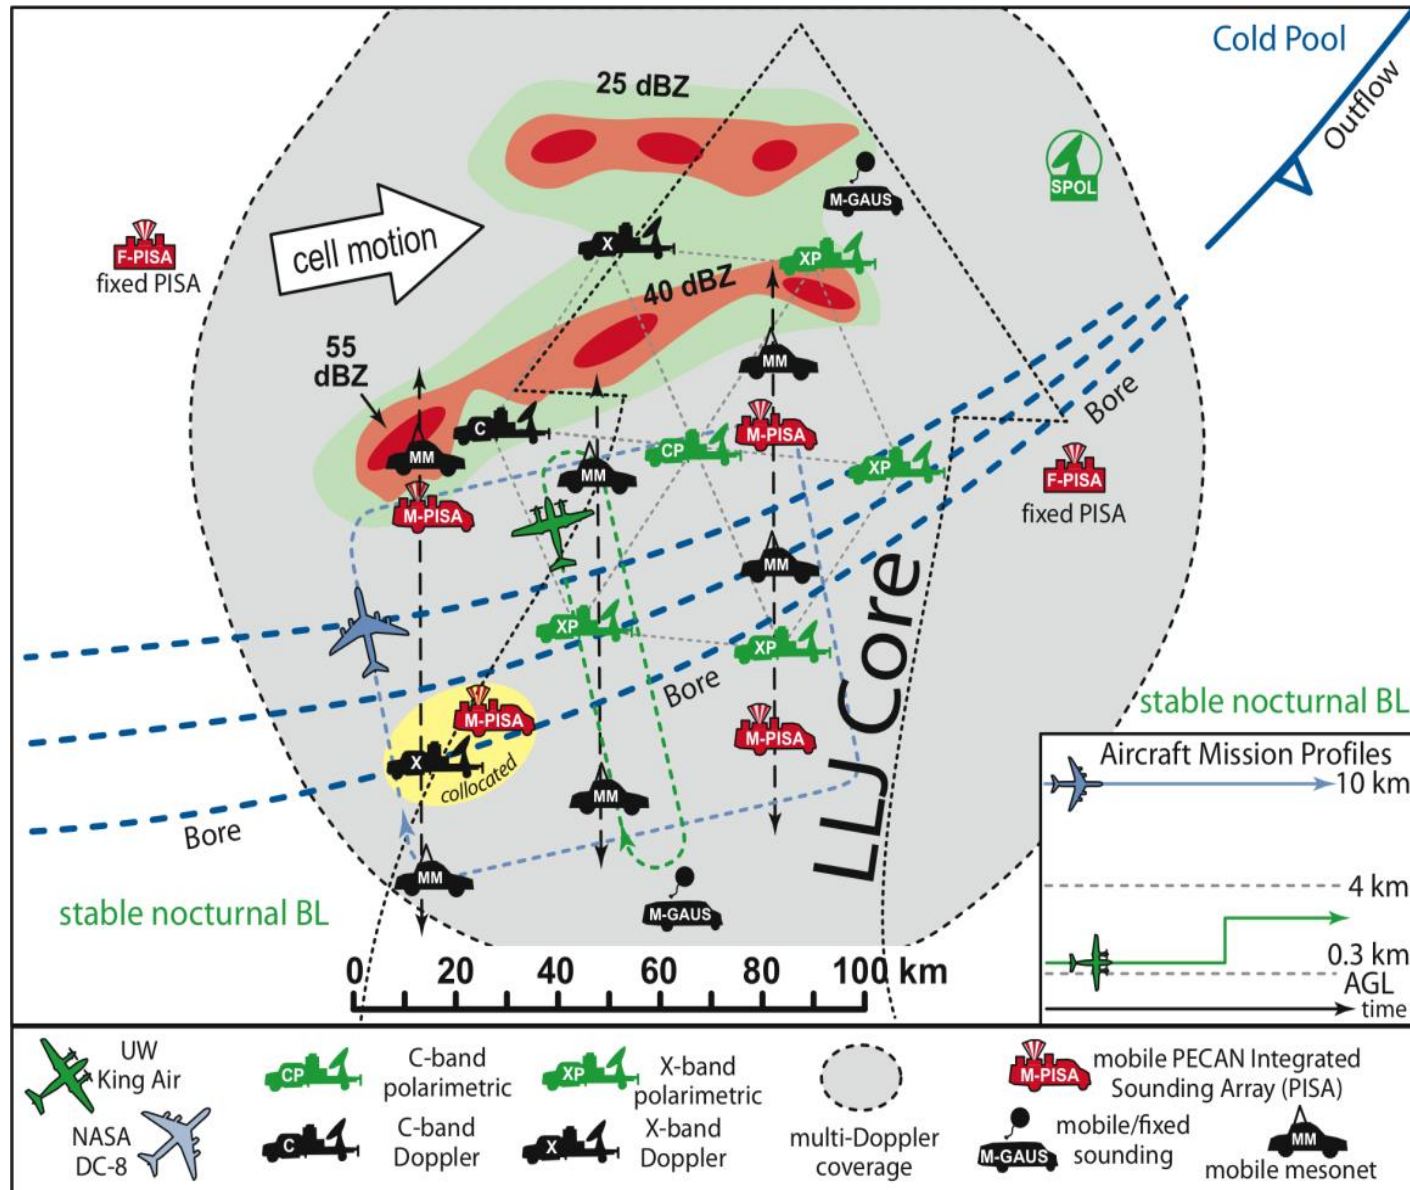 Cold Pool
Outflow
25 dBZ
SPOL
M-GAUS
F-PISA
fixed PISA
cell motion
X
XP
40 dBZ
55
dBZ
MM
C
MM
M-PISA
CP
XP
Bore
MM
M-PISA
F-PISA
fixed PISA
MM
XP
XP
LLJ Core
Bore
M-PISA
M-PISA
X
collocated
Bore
MM
MM
M-GAUS
stable nocturnal BL
stable nocturnal BL
0 20 40 60 80 100 km
Aircraft Mission Profiles
10 km
4 km
0.3 km
AGL
time
UW
King Air
NASA
DC-8
CP
C-band
polarimetric
C
C-band
Doppler
XP
X-band
polarimetric
X
X-band
Doppler
multi-Doppler
coverage
M-PISA
mobile PECAN Integrated
Sounding Array (PISA)
M-GAUS
mobile/fixed
sounding
MM
mobile mesonet